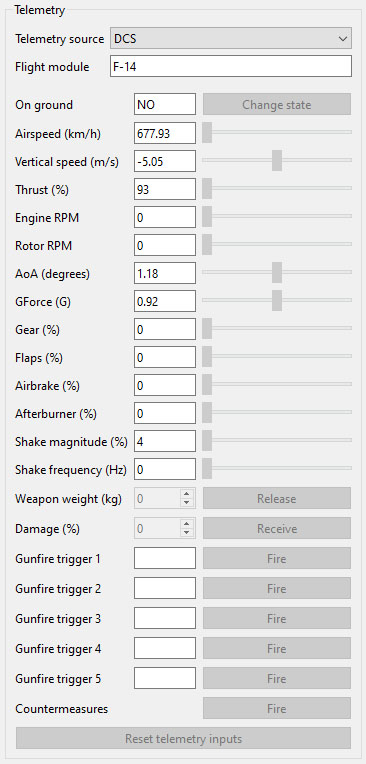 Telemetry
Telemetry source DCS
Flight module F-14
On ground NO Change state
Airspeed (km/h) 677.93
Vertical speed (m/s) -5.05
Thrust (%) 93
Engine RPM 0
Rotor RPM 0
AoA (degrees) 1.18
GForce (G) 0.92
Gear (%) 0
Flaps (%) 0
Airbrake (%) 0
Afterburner (%) 0
Shake magnitude (%) 4
Shake frequency (Hz) 0
Weapon weight (kg) 0 Release
Damage (%) 0 Receive
Gunfire trigger 1 Fire
Gunfire trigger 2 Fire
Gunfire trigger 3 Fire
Gunfire trigger 4 Fire
Gunfire trigger 5 Fire
Countermeasures Fire
Reset telemetry inputs